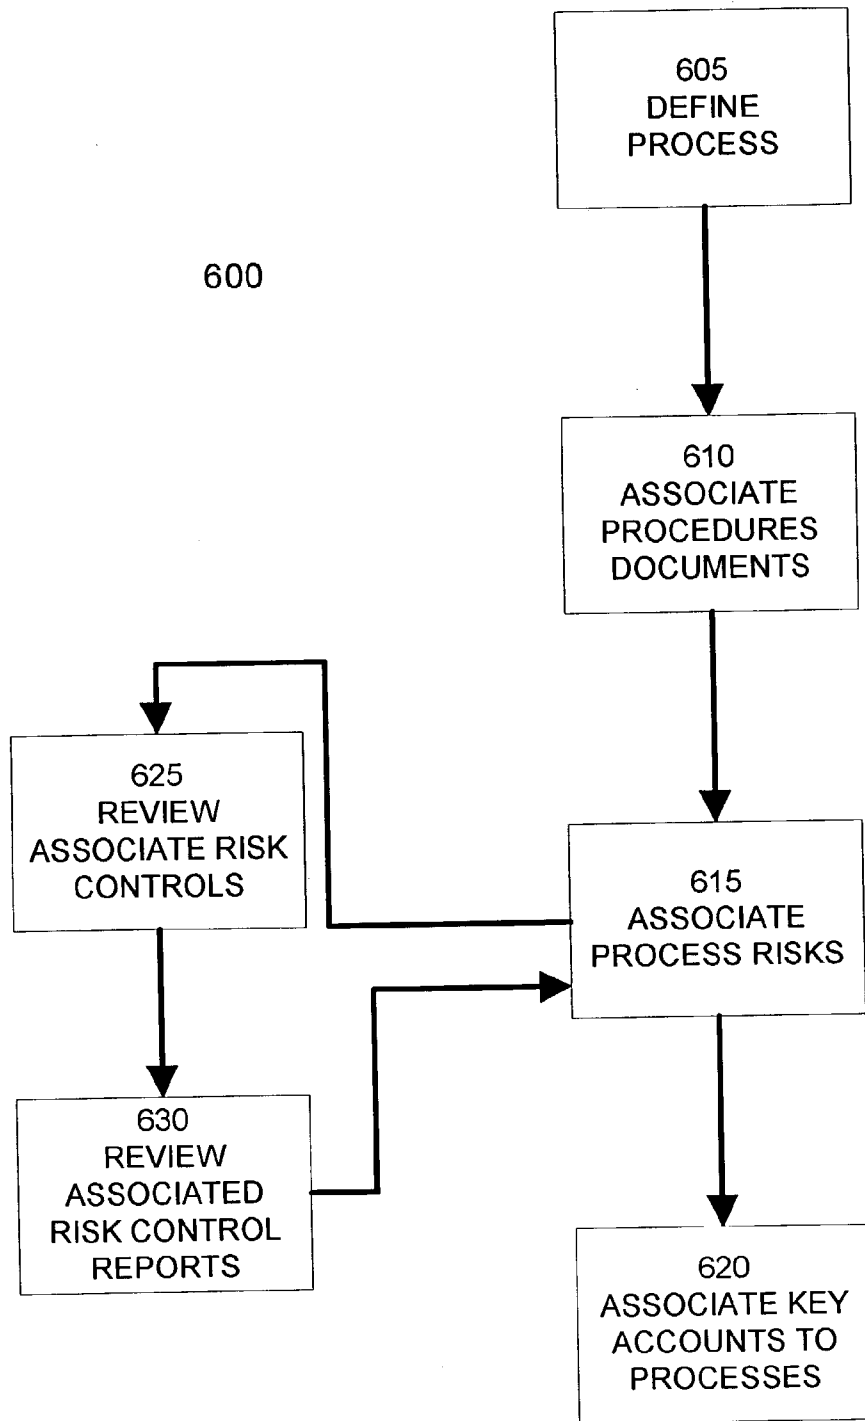 605
DEFINE
PROCESS
600
610
ASSOCIATE
PROCEDURES
DOCUMENTS
625
REVIEW
ASSOCIATE RISK
CONTROLS
615
ASSOCIATE
PROCESS RISKS
630
REVIEW
ASSOCIATED
RISK CONTROL
REPORTS
620
ASSOCIATE KEY
ACCOUNTS TO
PROCESSES